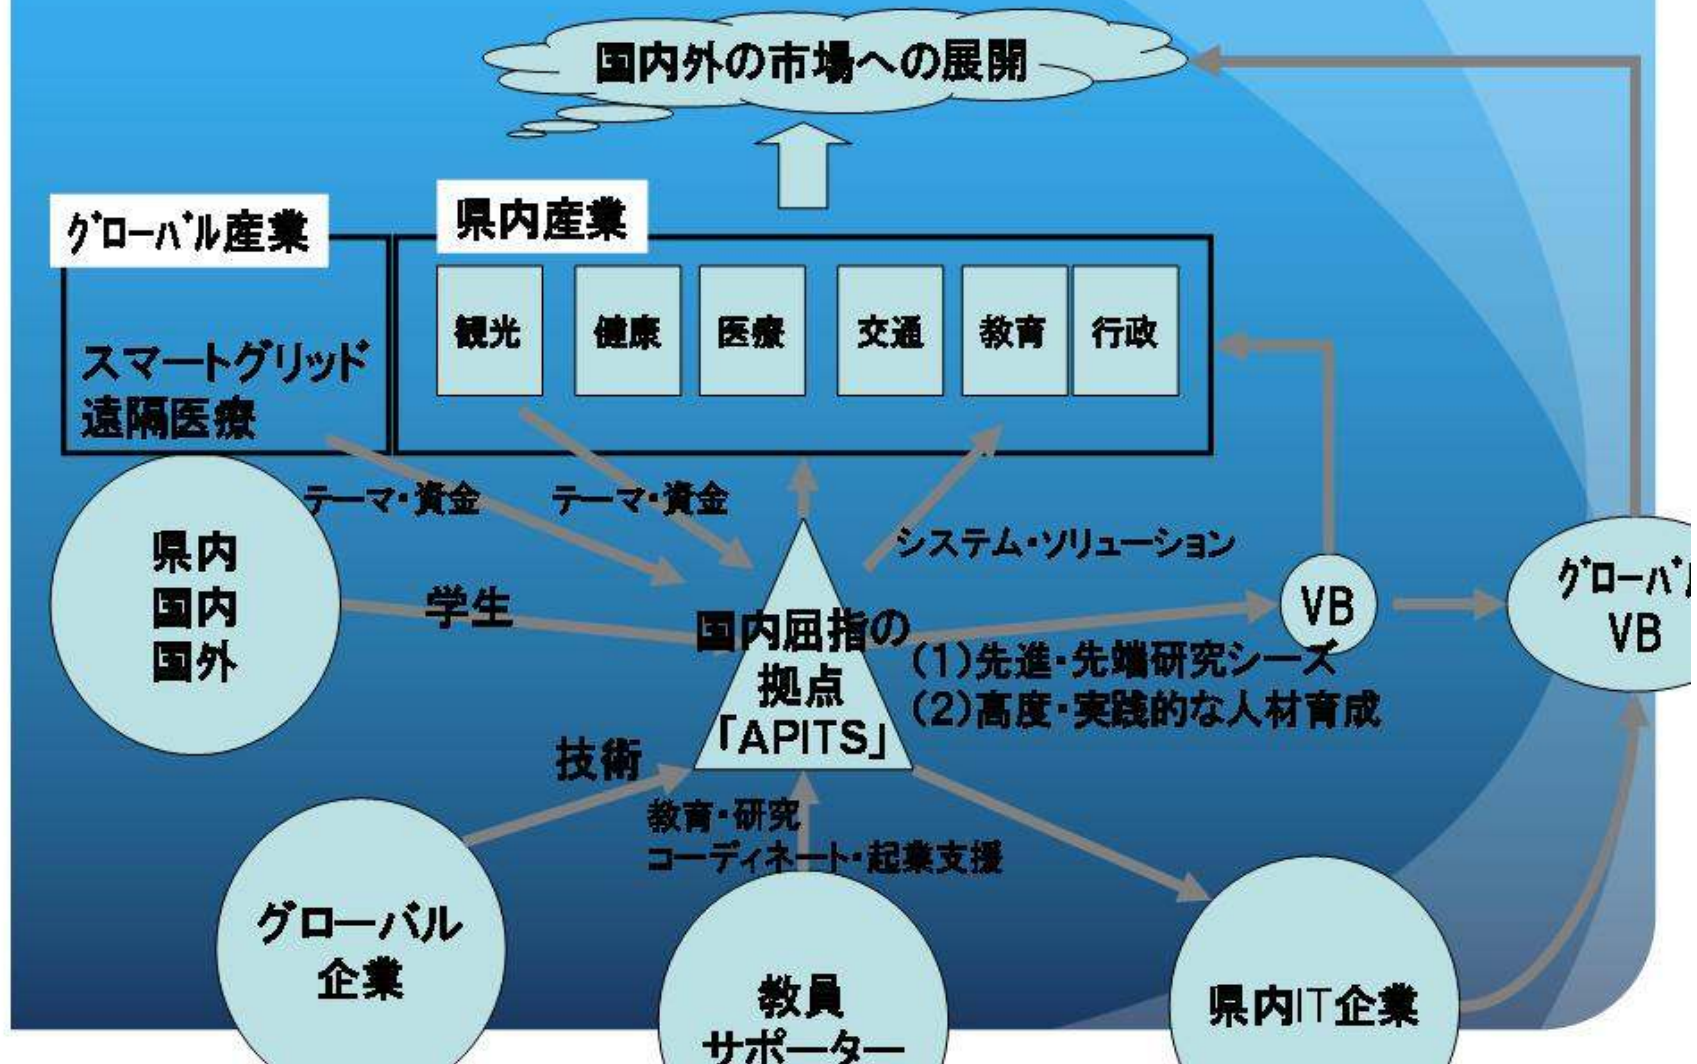 国内外の市場への展開
グローバル産業
県内産業
観光
健康
医療
交通
教育
行政
スマートグリッド
遠隔医療
テーマ・資金
テーマ・資金
システム・ソリューション
県内
国内
国外
学生
国内屈指の
拠点
「APITS」
(1)先進・先端研究シーズ
(2)高度・実践的な人材育成
VB
グローバル
VB
技術
教育・研究
コーディネート・起業支援
グローバル
企業
教員
サポーター
県内IT企業